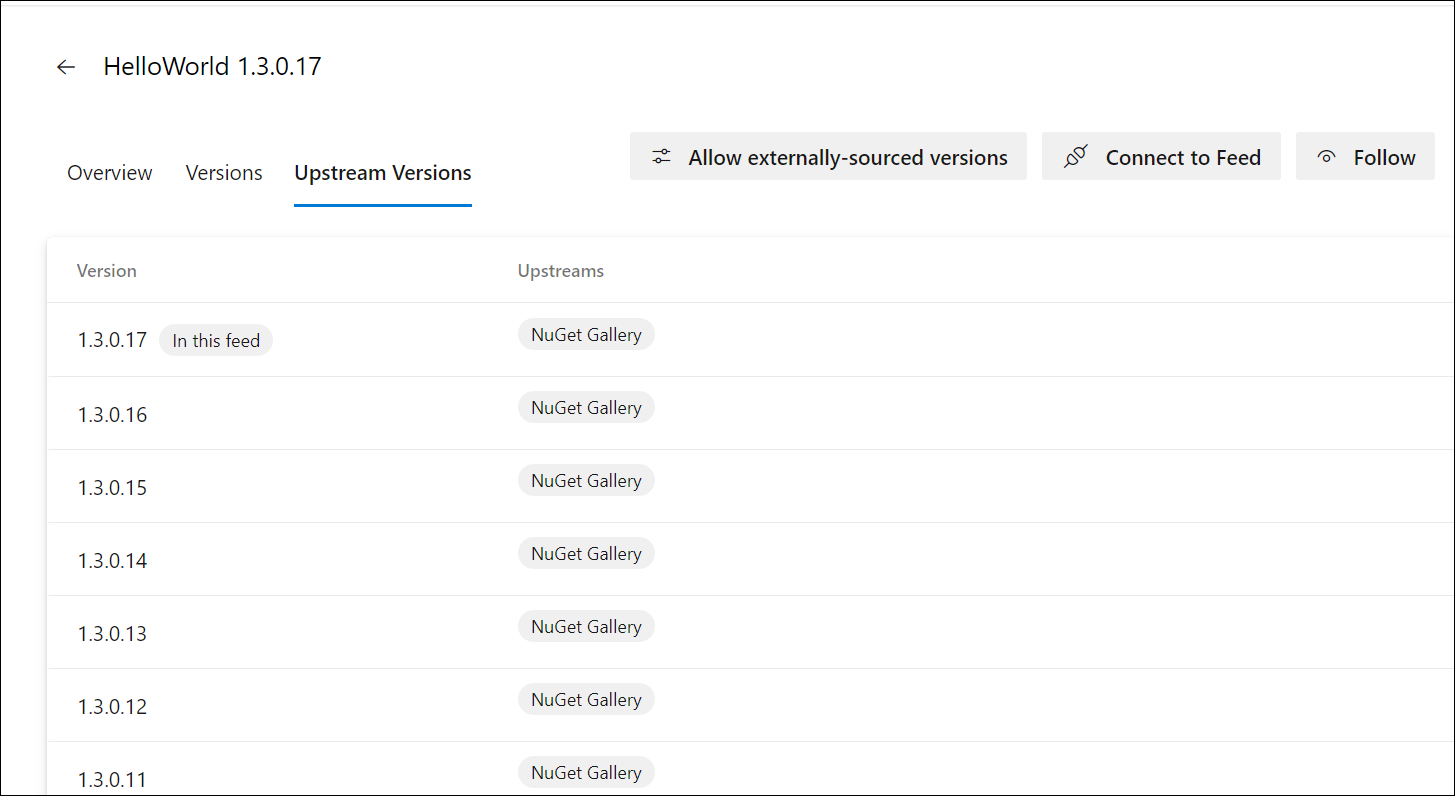 HelloWorld 1.3.0.17
Overview Versions Upstream Versions Allow externally-sourced versions Connect to Feed Follow
Version Upstreams
1.3.0.17 In this feed NuGet Gallery
1.3.0.16 NuGet Gallery
1.3.0.15 NuGet Gallery
1.3.0.14 NuGet Gallery
1.3.0.13 NuGet Gallery
1.3.0.12 NuGet Gallery
1.3.0.11 NuGet Gallery